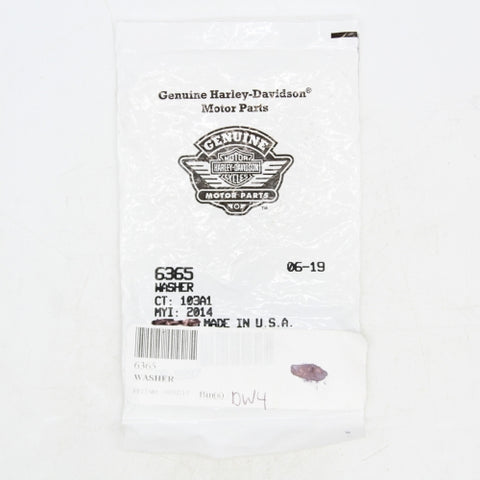 Genuine Harley-Davidson®
Motor Parts
GENUINE
MOTOR
HARLEY-DAVIDSON
CYCLES
MOTOR PARTS
TM
6365 06-19
WASHER
CT: 103A1
MYI: 2014
MADE IN U.S.A.
6365
WASHER
Bin(s) DW4